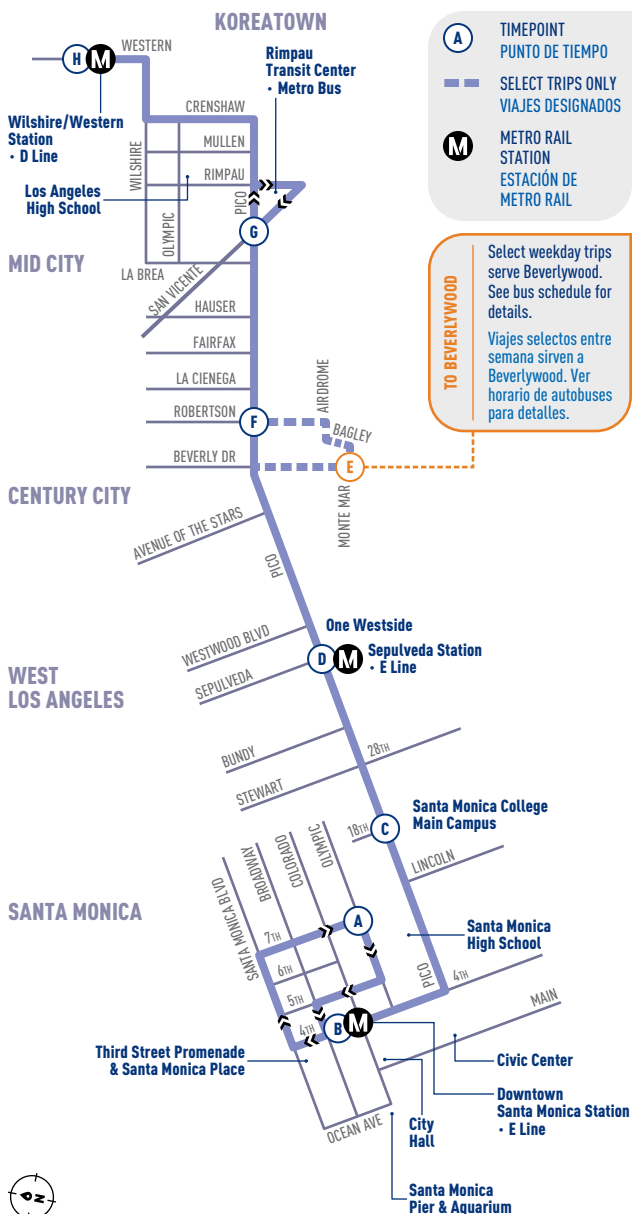 KOREATOWN
WESTERN
H
M
Wilshire/Western
Station
• D Line
Rimpau
Transit Center
• Metro Bus
CRENSHAW
MULLEN
RIMPAU
WILSHIRE
OLYMPIC
PICO
Los Angeles
High School
G
MID CITY
LA BREA
SAN VICENTE
HAUSER
FAIRFAX
LA CIENEGA
ROBERTSON
F
AIRDROME
BAGLEY
BEVERLY DR
E
MONTE MAR
CENTURY CITY
AVENUE OF THE STARS
PICO
One Westside
WESTWOOD BLVD
D
M
Sepulveda Station
• E Line
SEPULVEDA
WEST
LOS ANGELES
BUNDY
28TH
STEWART
Santa Monica College
Main Campus
18TH
C
LINCOLN
SANTA MONICA
SANTA MONICA BLVD
BROADWAY
COLORADO
OLYMPIC
7TH
A
6TH
5TH
4TH
B
M
Santa Monica
High School
PICO
4TH
MAIN
Third Street Promenade
& Santa Monica Place
Civic Center
Downtown
Santa Monica Station
• E Line
City
Hall
OCEAN AVE
Santa Monica
Pier & Aquarium
N
A
TIMEPOINT
PUNTO DE TIEMPO
SELECT TRIPS ONLY
VIAJES DESIGNADOS
M
METRO RAIL
STATION
ESTACIÓN DE
METRO RAIL
TO BEVERLYWOOD
Select weekday trips
serve Beverlywood.
See bus schedule for
details.
Viajes selectos entre
semana sirven a
Beverlywood. Ver
horario de autobuses
para detalles.